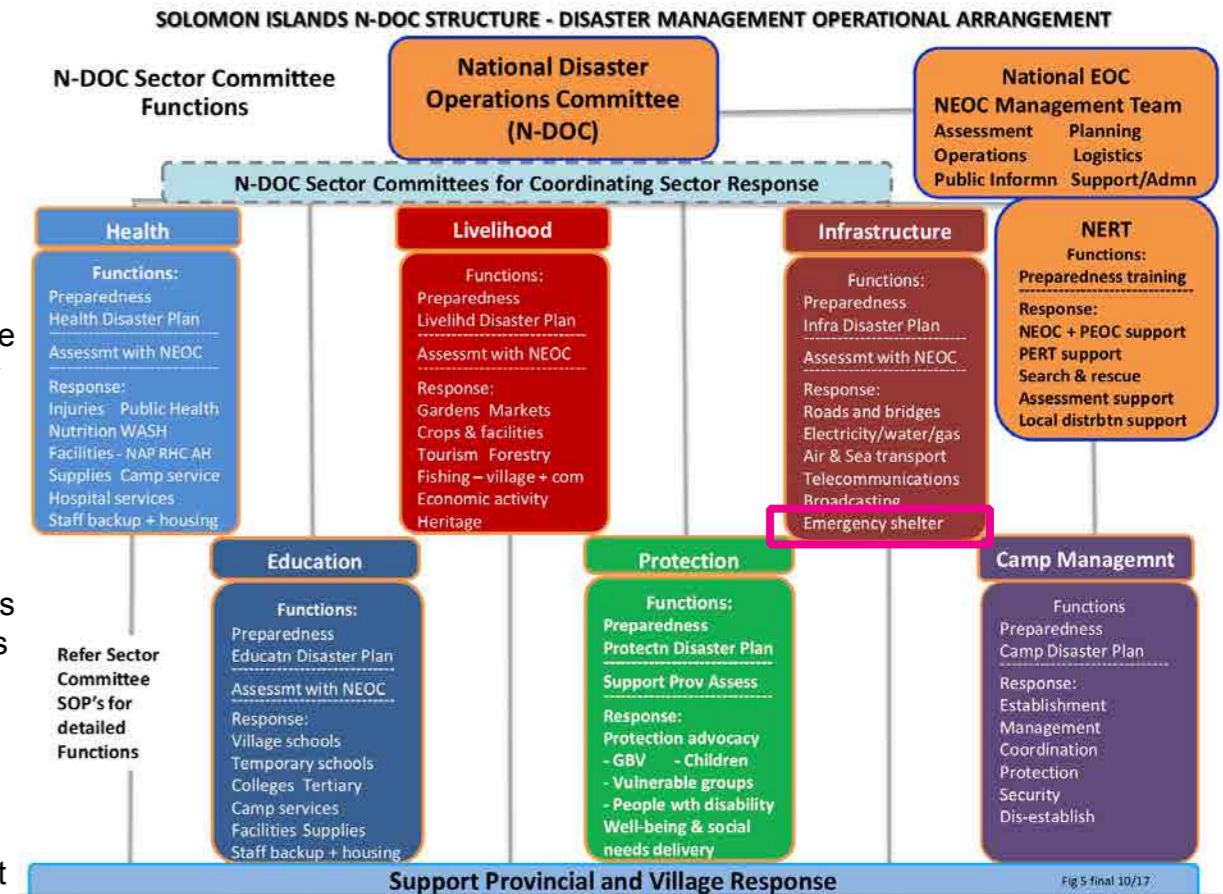 SOLOMON ISLANDS N-DOC STRUCTURE - DISASTER MANAGEMENT OPERATIONAL ARRANGEMENT
N-DOC Sector Committee
Functions
National Disaster
Operations Committee
(N-DOC)
National EOC
NEOC Management Team
Assessment Planning
Operations Logistics
Public Informn Support/Admn
N-DOC Sector Committees for Coordinating Sector Response
Health
Functions:
Preparedness
Health Disaster Plan
Assessmt with NEOC
Response:
Injuries Public Health
Nutrition WASH
Facilities - NAP RHC AH
Supplies Camp service
Hospital services
Staff backup + housing
Livelihood
Functions:
Preparedness
Livelihd Disaster Plan
Assessmt with NEOC
Response:
Gardens Markets
Crops & facilities
Tourism Forestry
Fishing – village + com
Economic activity
Heritage
Infrastructure
Functions:
Preparedness
Infra Disaster Plan
Assessmt with NEOC
Response:
Roads and bridges
Electricity/water/gas
Air & Sea transport
Telecommunications
Broadcasting
Emergency shelter
NERT
Functions:
Preparedness training
Response:
NEOC + PEOC support
PERT support
Search & rescue
Assessment support
Local distrbtn support
Education
Functions:
Preparedness
Educatn Disaster Plan
Assessmt with NEOC
Response:
Village schools
Temporary schools
Colleges Tertiary
Camp services
Facilities Supplies
Staff backup + housing
Protection
Functions:
Preparedness
Protectn Disaster Plan
Support Prov Assess
Response:
Protection advocacy
- GBV - Children
- Vulnerable groups
- People wth disability
Well-being & social
needs delivery
Camp Managemnt
Functions
Preparedness
Camp Disaster Plan
Response:
Establishment
Management
Coordination
Protection
Security
Dis-establish
Refer Sector
Committee
SOP's for
detailed
Functions
Support Provincial and Village Response
Fig 5 final 10/17